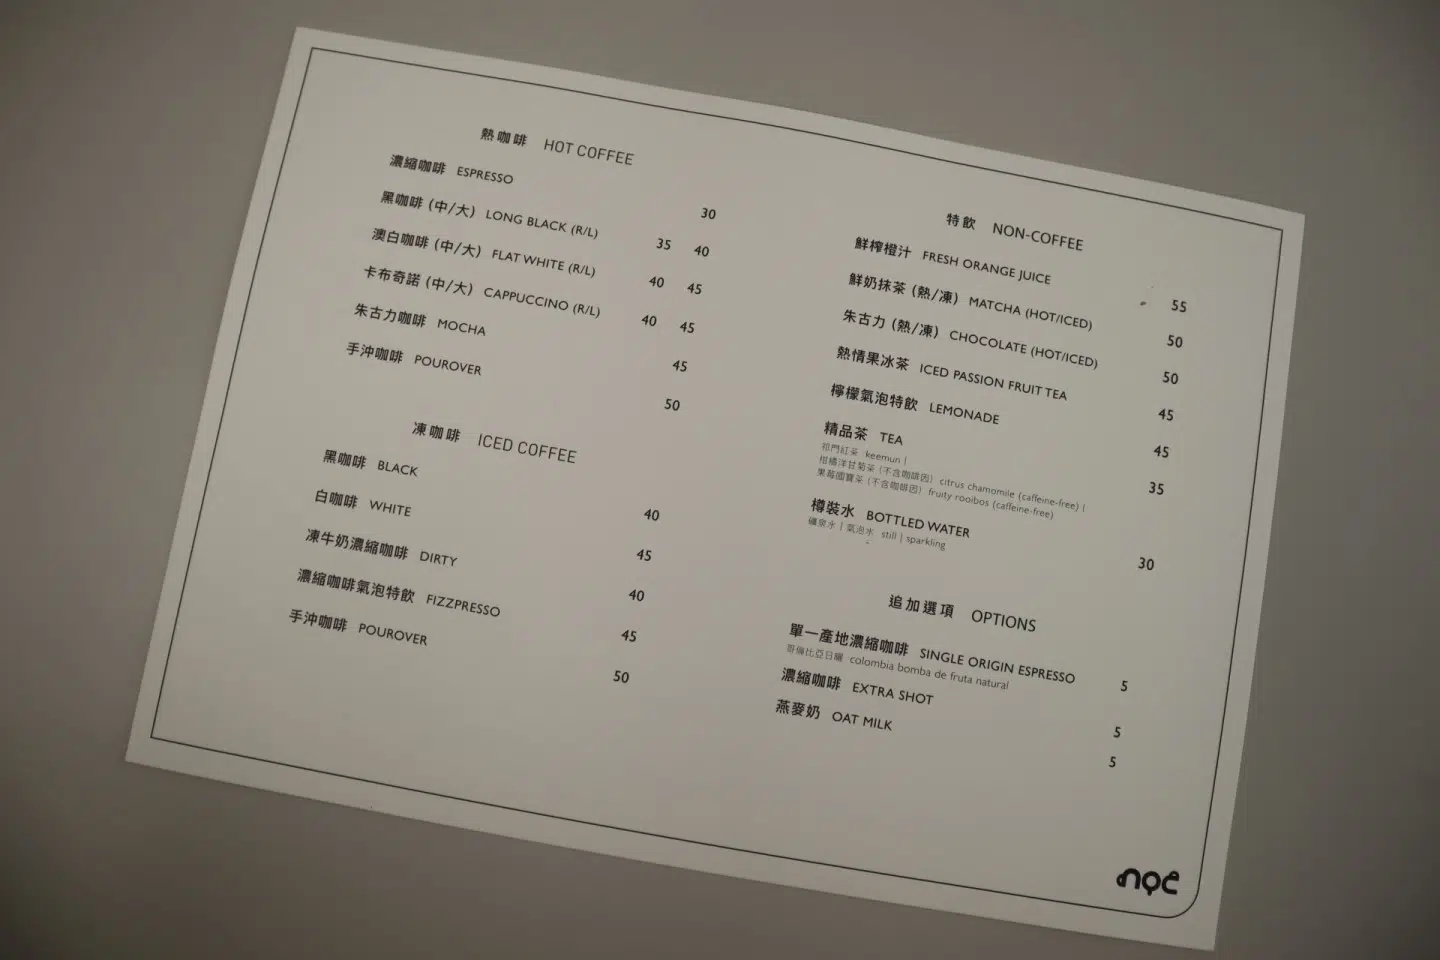 熱咖啡 HOT COFFEE
濃縮咖啡 ESPRESSO 30
黑咖啡 (中/大) LONG BLACK (R/L) 35 40
澳白咖啡 (中/大) FLAT WHITE (R/L) 40 45
卡布奇諾 (中/大) CAPPUCCINO (R/L) 40 45
朱古力咖啡 MOCHA 45
手沖咖啡 POUROVER 50
凍咖啡 ICED COFFEE
黑咖啡 BLACK 40
白咖啡 WHITE 45
凍牛奶濃縮咖啡 DIRTY 40
濃縮咖啡氣泡特飲 FIZZPRESSO 45
手沖咖啡 POUROVER 50
特飲 NON-COFFEE
鮮榨橙汁 FRESH ORANGE JUICE 55
鮮奶抹茶 (熱/凍) MATCHA (HOT/ICED) 50
朱古力 (熱/凍) CHOCOLATE (HOT/ICED) 50
熱情果冰茶 ICED PASSION FRUIT TEA 45
檸檬氣泡特飲 LEMONADE 45
精品茶 TEA 35
祁門紅茶 keemun |
柑橘洋甘菊茶 (不含咖啡因) citrus chamomile (caffeine-free) |
果莓國寶茶 (不含咖啡因) fruity rooibos (caffeine-free)
樽裝水 BOTTLED WATER 30
礦泉水 | 氣泡水 still | sparkling
追加選項 OPTIONS
單一產地濃縮咖啡 SINGLE ORIGIN ESPRESSO 5
哥倫比亞日曬 colombia bomba de fruta natural
濃縮咖啡 EXTRA SHOT 5
燕麥奶 OAT MILK 5
noc